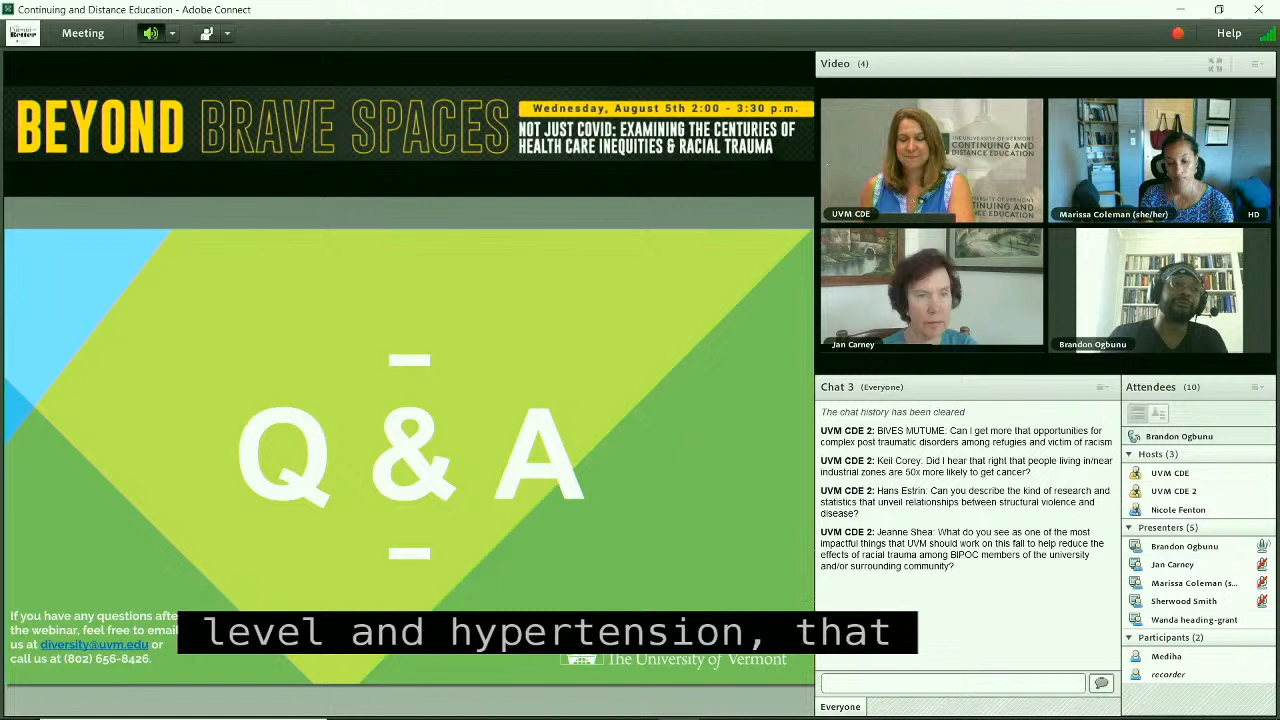 Continuing and Distance Education - Adobe Connect
Meeting
Help
BEYOND BRAVE SPACES
Wednesday, August 5th 2:00 - 3:30 p.m.
NOT JUST COVID: EXAMINING THE CENTURIES OF
HEALTH CARE INEQUITIES & RACIAL TRAUMA
Q & A
If you have any questions afte
the webinar, feel free to email
us at diversity@uvm.edu or
call us at (802) 656-8426.
level and hypertension, that
The University of Vermont
Video (4)
THE UNIVERSITY OF VERMONT
CONTINUING AND
DISTANCE EDUCATION
UVM CDE
Marissa Coleman (she/her)
HD
Jan Carney
Brandon Ogbunu
Chat 3 (Everyone)
The chat history has been cleared
UVM CDE 2: BIVES MUTUME: Can I get more that opportunities for
complex post traumatic disorders among refugies and victim of racism
UVM CDE 2: Keil Corey: Did I hear that right that people living in/near
industrial zones are 50x more likely to get cancer?
UVM CDE 2: Hans Estrin: Can you describe the kind of research and
statistics that unveil relationships between structural violence and
disease?
UVM CDE 2: Jeanne Shea: What do you see as one of the most
impactful things that UVM should work on this fall to help reduce the
effects of racial trauma among BIPOC members of the university
and/or surrounding community?
Everyone
Attendees (10)
Brandon Ogbunu
Hosts (3)
UVM CDE
UVM CDE 2
Nicole Fenton
Presenters (5)
Brandon Ogbunu
Jan Carney
Marissa Coleman (s...
Sherwood Smith
Wanda heading-grant
Participants (2)
Mediha
recorder